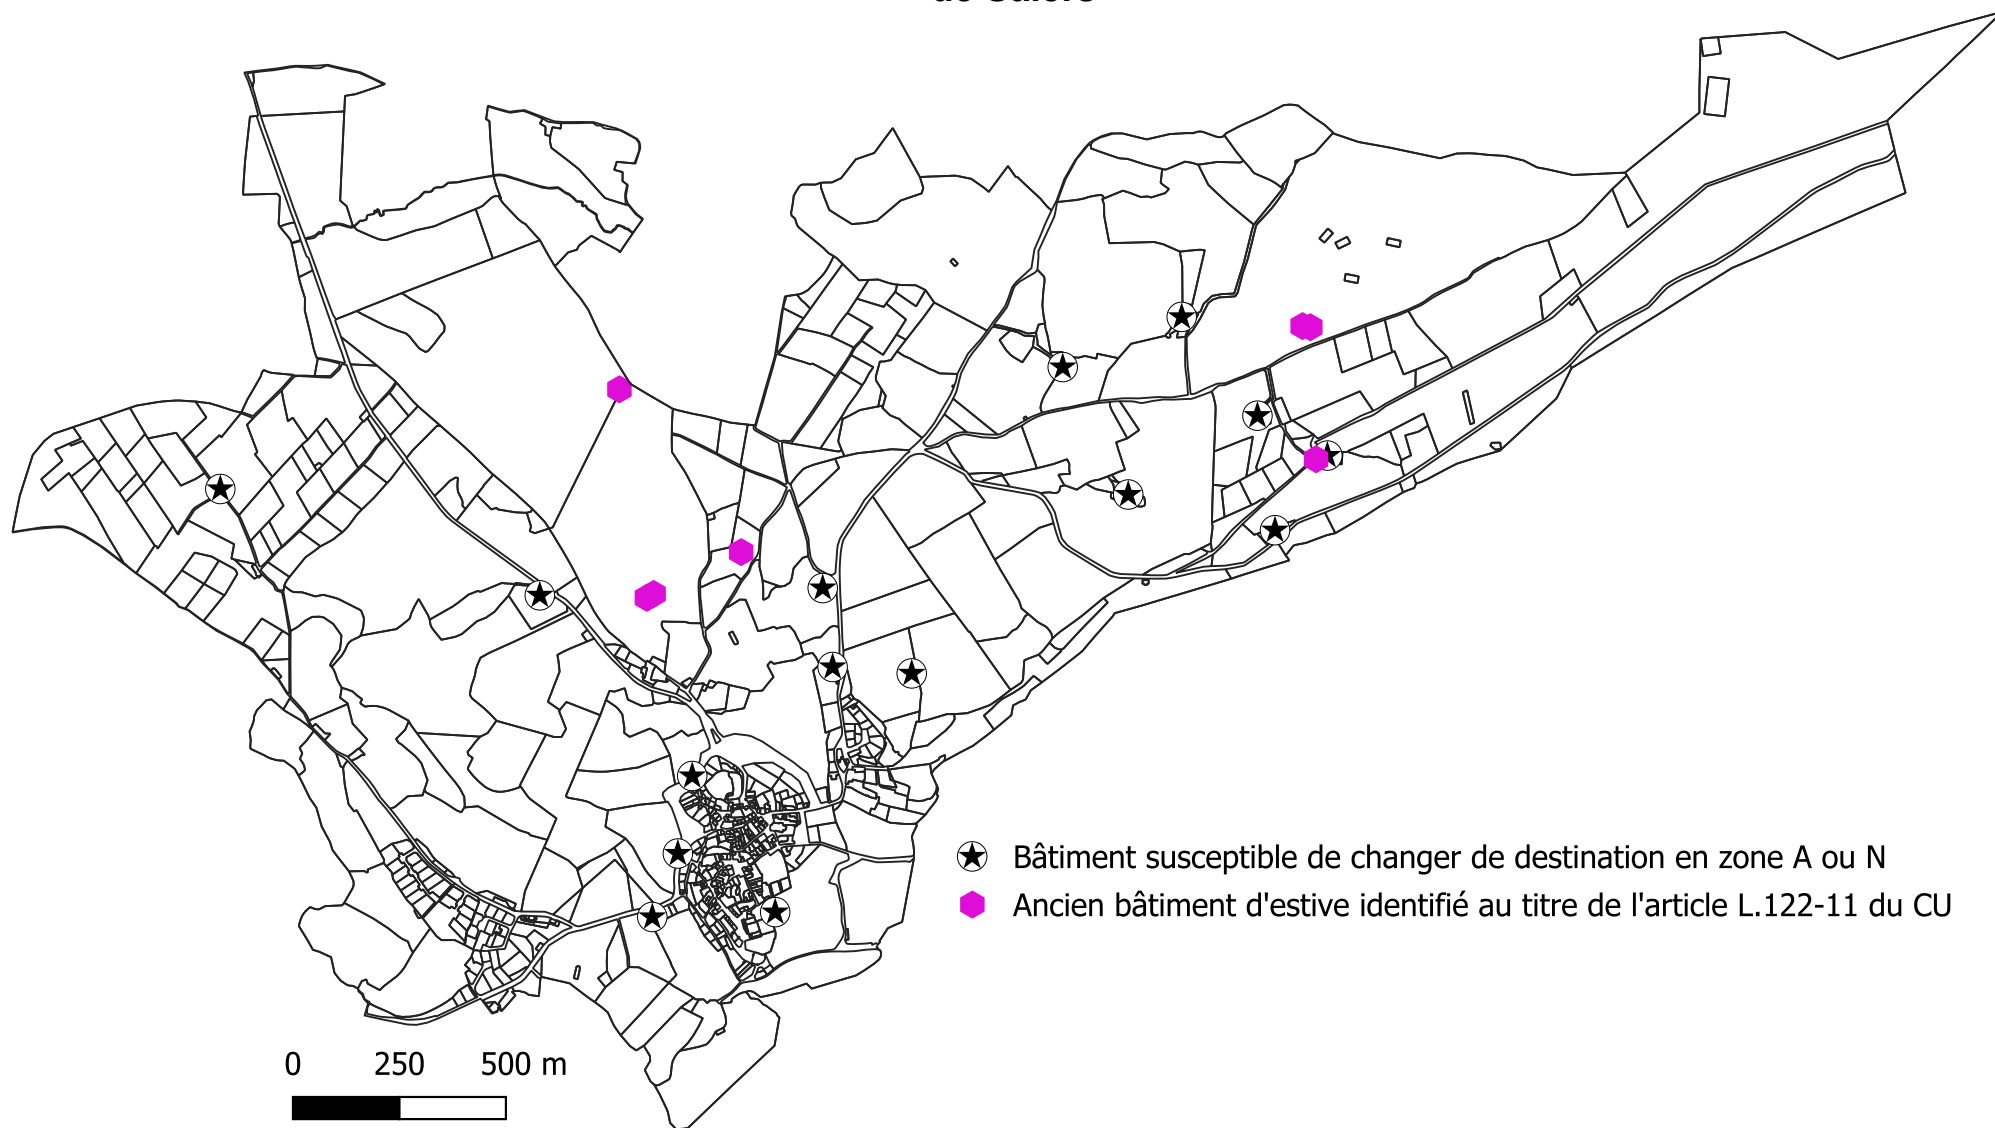 Bâtiment susceptible de changer de destination en zone A ou N
Ancien bâtiment d'estive identifié au titre de l'article L.122-11 du CU
0 250 500 m